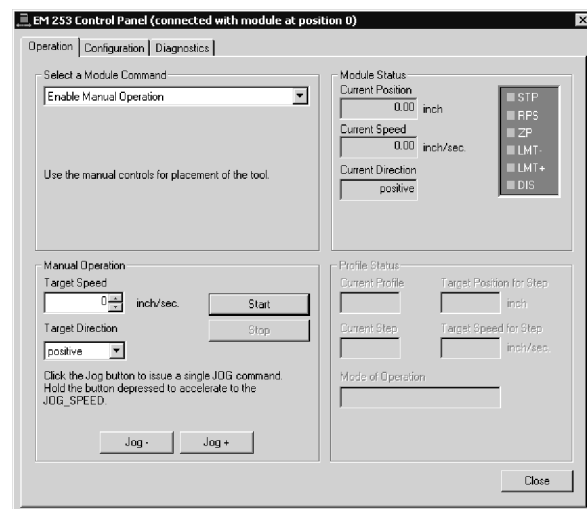 EM 253 Control Panel (connected with module at position 0)
Operation Configuration Diagnostics
Select a Module Command
Enable Manual Operation
Use the manual controls for placement of the tool.
Module Status
Current Position
0.00 inch
Current Speed
0.00 inch/sec.
Current Direction
positive
STP
RPS
ZP
LMT-
LMT+
DIS
Manual Operation
Target Speed
0 inch/sec.
Start
Target Direction
Stop
positive
Click the Jog button to issue a single JOG command.
Hold the button depressed to accelerate to the
JOG_SPEED.
Jog - Jog +
Profile Status
Current Profile Target Position for Step
inch
Current Step Target Speed for Step
inch/sec.
Mode of Operation
Close